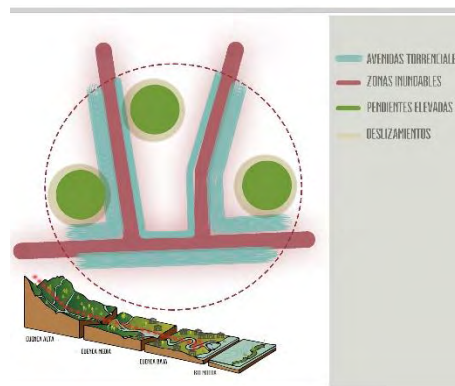 AVENIDAS TORRENCIALE
ZONAS INUNDABLES
PENDIENTES ELEVADAS
DESLIZAMIENTOS
CUENCA ALTA
CUENCA MEDIA
CUENCA BAJA